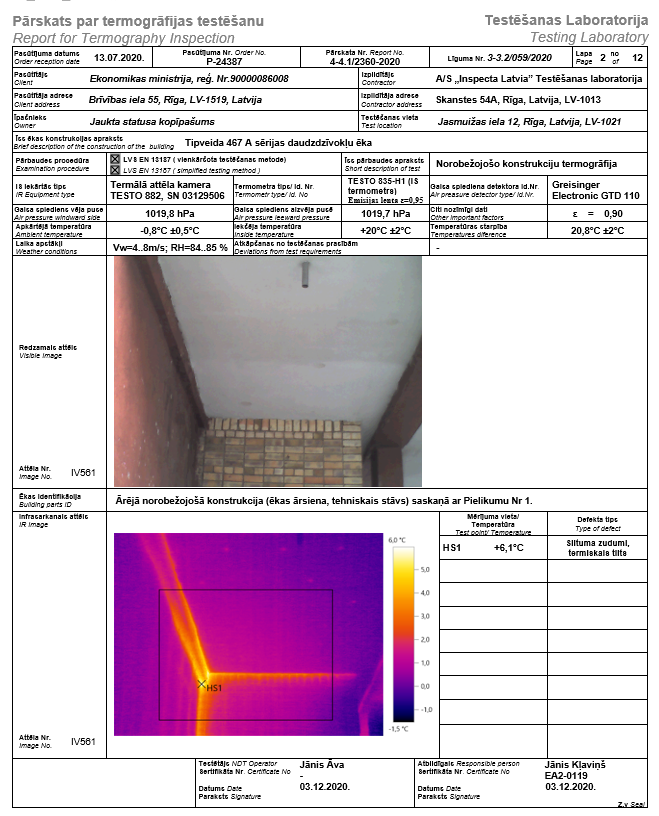 Pārskats par termogrāfijas testēšanu
Report for Termography Inspection
Testēšanas Laboratorija
Testing Laboratory
Pasūtījuma datums
Order reception date
13.07.2020.
Pasūtījuma Nr. Order No.
P-24387
Pārskata Nr. Report No.
4-4.1/2360-2020
Līguma Nr. 3-3.2/059/2020
Lapa 2 no 12
Page of
Pasūtītājs
Client
Ekonomikas ministrija, reģ. Nr.90000086008
Izpildītājs
Contractor
A/S „Inspecta Latvia” Testēšanas laboratorija
Pasūtītāja adrese
Client address
Brīvības iela 55, Rīga, LV-1519, Latvija
Izpildītāja adrese
Contractor address
Skanstes 54A, Rīga, Latvija, LV-1013
Īpašnieks
Owner
Jaukta statusa kopīpašums
Testēšanas vieta
Test location
Jasmuižas iela 12, Rīga, Latvija, LV-1021
Īss ēkas konstrukcijas apraksts
Brief description of the construction of the building
Tipveida 467 A sērijas daudzdzīvokļu ēka
Pārbaudes procedūra
Examination procedure
LVS EN 13187 ( vienkāršota testēšanas metode)
LVS EN 13187 ( simplified testing method )
Īss pārbaudes apraksts
Short description of test
Norobežojošo konstrukciju termogrāfija
IS iekārtās tips
IR Equipment type
Termālā attēla kamera
TESTO 882, SN 03129506
Termometra tips/ Id. Nr.
Termometr type/ Id. No
TESTO 835-H1 (IS
termometrs)
Emisijas lenta ε=0,95
Gaisa spiediena detektora id.Nr.
Air presure detector type/ Id.Nr.
Greisinger
Electronic GTD 110
Gaisa spiediens vēja puse
Air pressure windward side
1019,8 hPa
Gaisa spiediens aizvēja pusē
Air pressure leeward pressure
1019,7 hPa
Citi nozīmīgi dati
Other important factors
ε = 0,90
Apkārtējā temperatūra
Ambient temperature
-0,8°C ±0,5°C
Iekšēja temperatūra
Inside temperature
+20°C ±2°C
Temperatūras starpība
Temperatures diference
20,8°C ±2°C
Laika apstākļi
Weather conditions
Vw=4..8m/s; RH=84..85 %
Atkāpšanas no testēšanas prasībām
Deviations from test requirements
-
Redzamais attēls
Visible Image
Attēla Nr.
Image No.
IV561
Ēkas identifikācija
Building parts ID
Ārējā norobežojošā konstrukcija (ēkas ārsiena, tehniskais stāvs) saskaņā ar Pielikumu Nr 1.
Infrasarkanais attēls
IR Image
6,0 °C
5,0
4,0
3,0
2,0
1,0
0,0
-1,0
-1,5 °C
HS1
Mērījuma vieta/
Temperatūra
Test point/ Temperature
Defekta tips
Type of defect
HS1 +6,1°C
Siltuma zudumi,
termiskais tilts
Attēla Nr.
Image No.
IV561
Testētājs NDT Operator
Jānis Āva
Sertifikāta Nr. Certificate No
-
Datums Date
03.12.2020.
Paraksts Signature
Atbildīgais Responsible person
Jānis Kļaviņš
Sertifikāta Nr. Certificate No
EA2-0119
Datums Date
03.12.2020.
Paraksts Signature
Z.v Seal